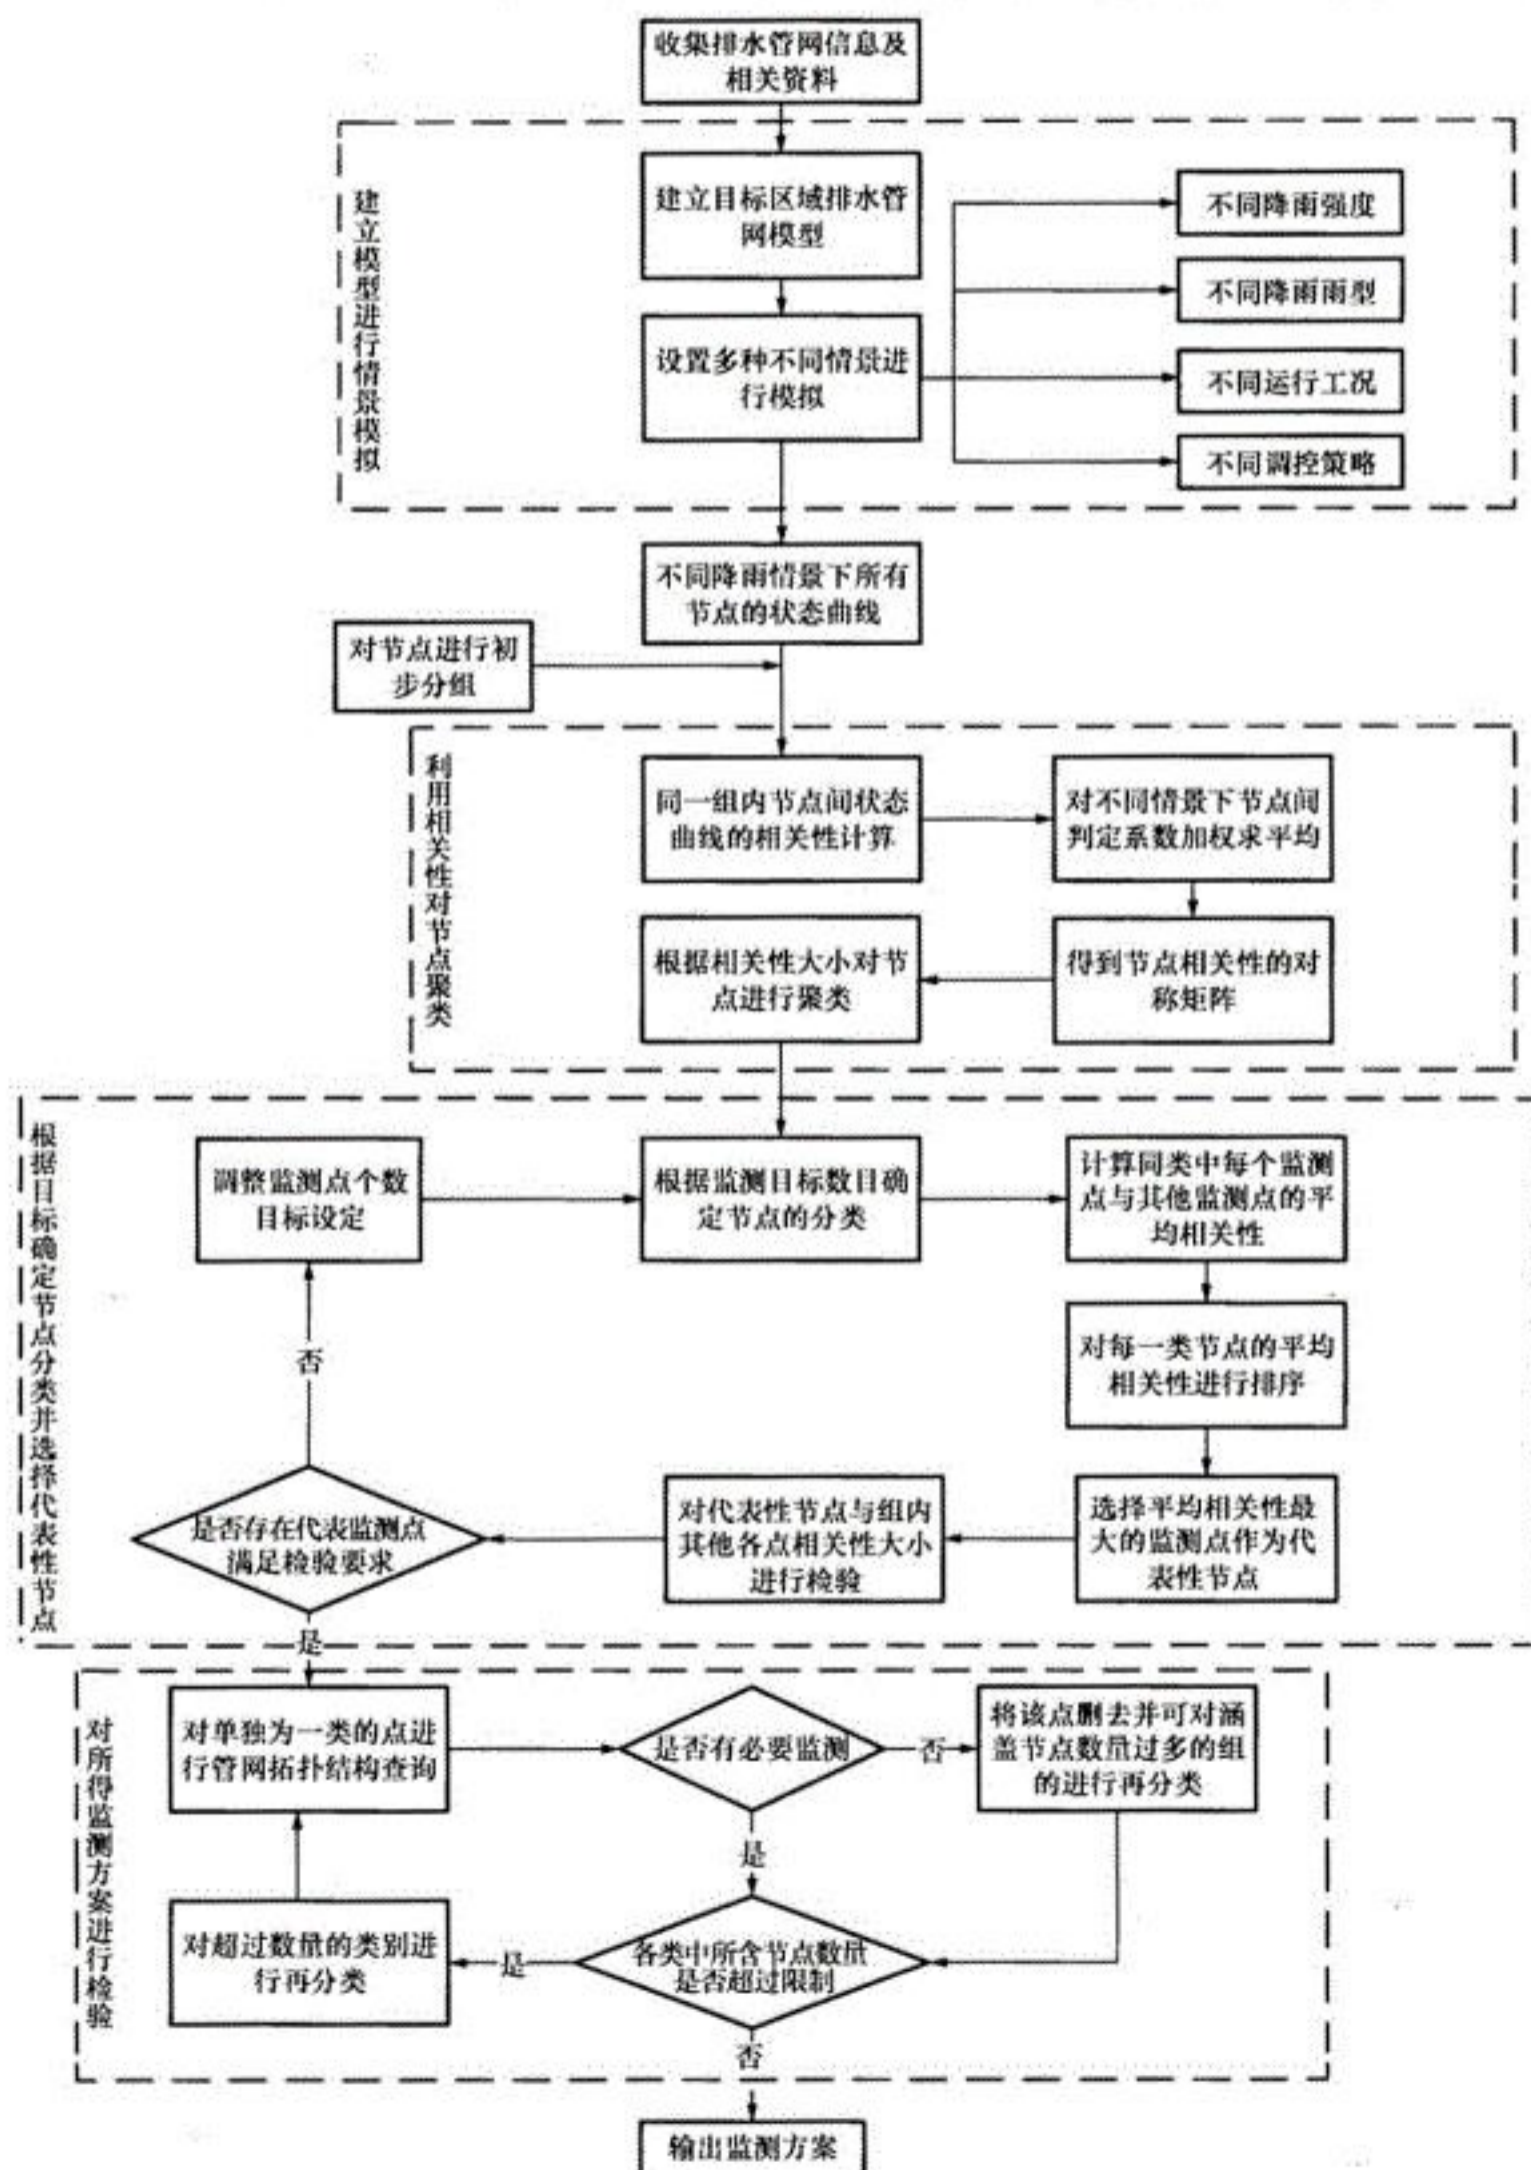 收集排水管网信息及
相关资料
建立模型进行情景模拟
建立目标区域排水管
网模型
设置多种不同情景进
行模拟
不同降雨强度
不同降雨雨型
不同运行工况
不同调控策略
不同降雨情景下所有
节点的状态曲线
对节点进行初
步分组
利用相关性对节点聚类
同一组内节点间状态
曲线的相关性计算
对不同情景下节点间
判定系数加权求平均
得到节点相关性的对
称矩阵
根据相关性大小对节
点进行聚类
根据目标确定节点分类并选择代表性节点
调整监测点个数
目标设定
根据监测目标数目确
定节点的分类
计算同类中每个监测
点与其他监测点的平
均相关性
对每一类节点的平均
相关性进行排序
选择平均相关性最
大的监测点作为代
表性节点
对代表性节点与组内
其他各点相关性大小
进行检验
是否存在代表监测点
满足检验要求
否
是
对所得监测方案进行检验
对单独为一类的点进
行管网拓扑结构查询
是否有必要监测
否
将该点删去并可对涵
盖节点数量过多的组
的进行再分类
是
各类中所含节点数量
是否超过限制
是
对超过数量的类别进
行再分类
否
输出监测方案